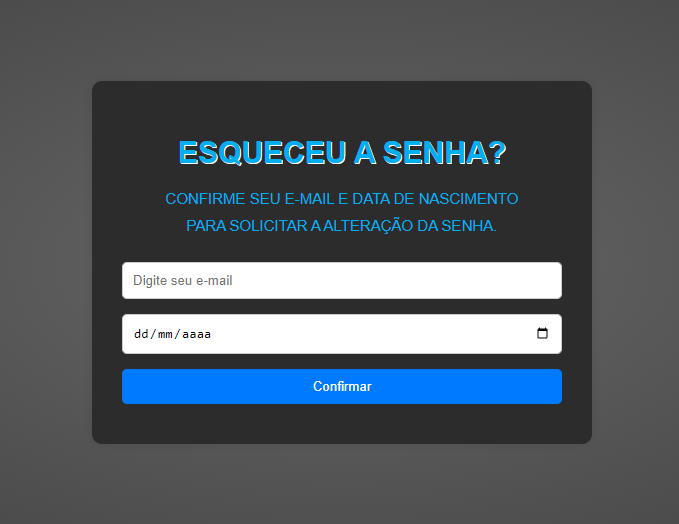 ESQUECEU A SENHA?
CONFIRME SEU E-MAIL E DATA DE NASCIMENTO
PARA SOLICITAR A ALTERAÇÃO DA SENHA.
Digite seu e-mail
dd/mm/aaaa
Confirmar